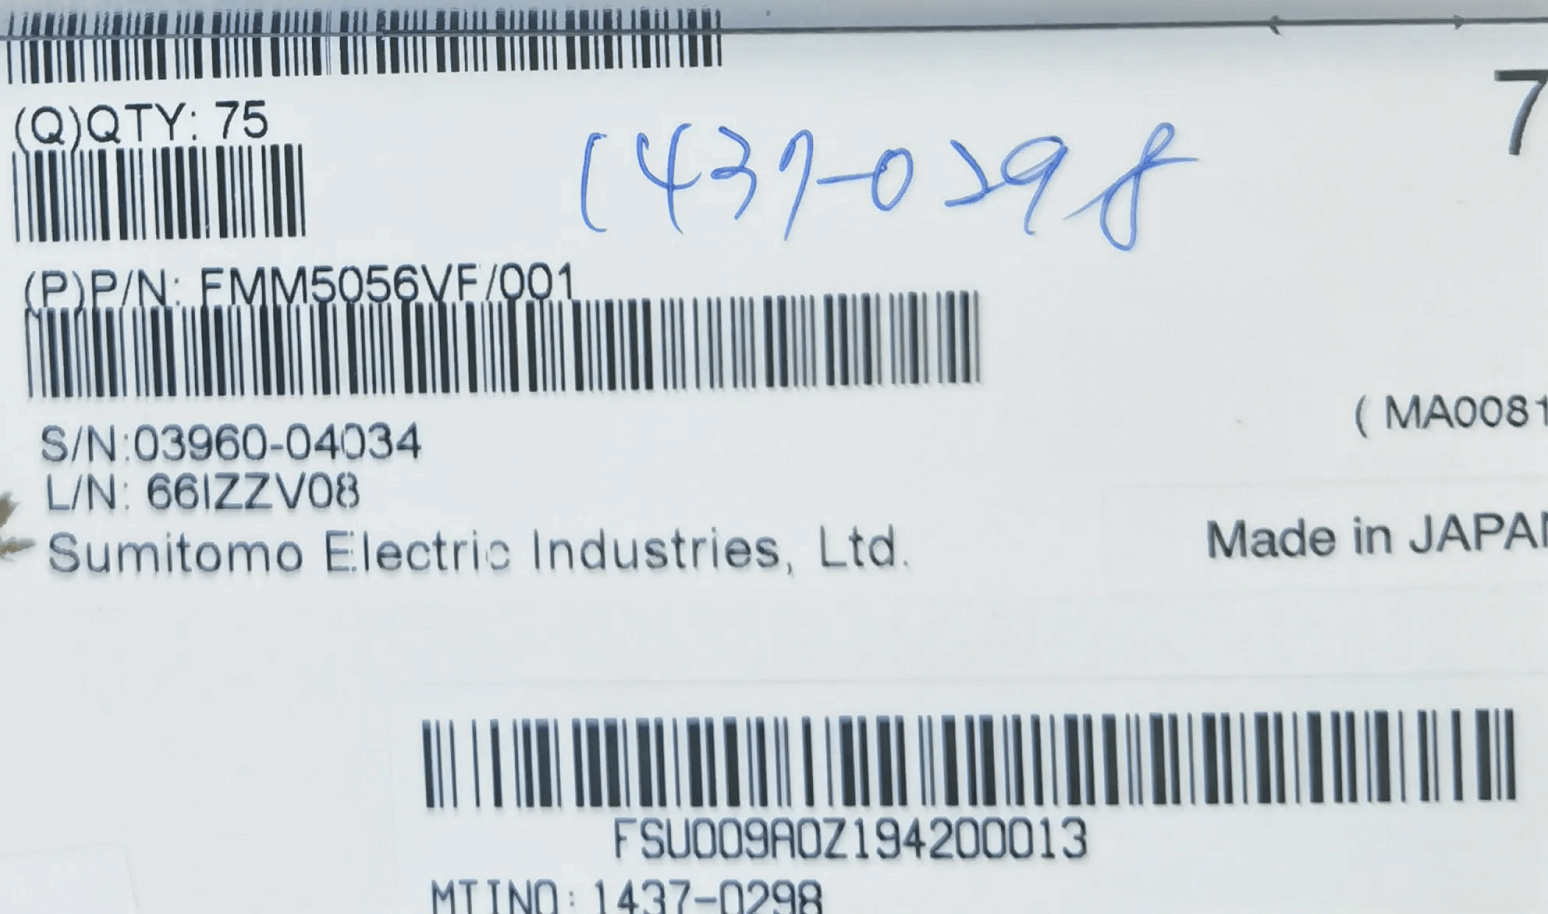 (Q)QTY: 75
1437-0298
7
(P)P/N: FMM5056VF/001
(MA0081
S/N:03960-04034
L/N: 66IZZV08
Sumitomo Electric Industries, Ltd.
Made in JAPAN
FSU009A0Z194200013
MTINO: 1437-0298